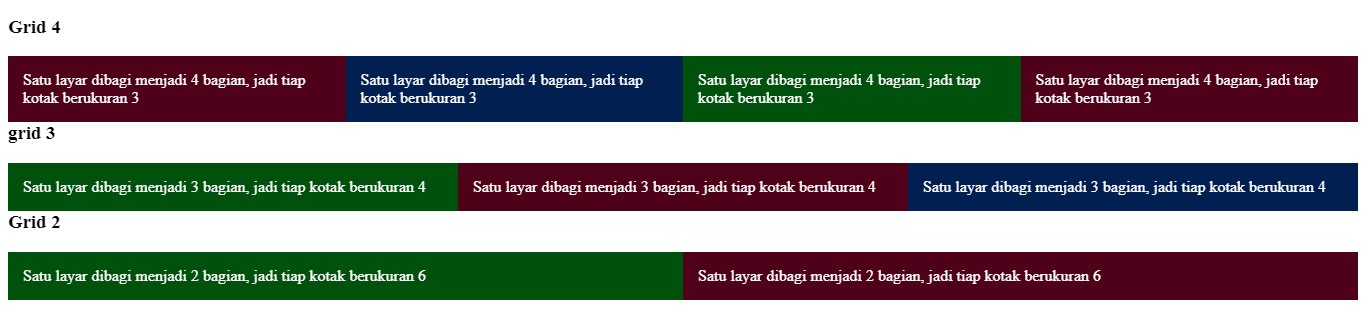 Grid 4
Satu layar dibagi menjadi 4 bagian, jadi tiap
kotak berukuran 3
Satu layar dibagi menjadi 4 bagian, jadi tiap
kotak berukuran 3
Satu layar dibagi menjadi 4 bagian, jadi tiap
kotak berukuran 3
Satu layar dibagi menjadi 4 bagian, jadi tiap
kotak berukuran 3
grid 3
Satu layar dibagi menjadi 3 bagian, jadi tiap kotak berukuran 4
Satu layar dibagi menjadi 3 bagian, jadi tiap kotak berukuran 4
Satu layar dibagi menjadi 3 bagian, jadi tiap kotak berukuran 4
Grid 2
Satu layar dibagi menjadi 2 bagian, jadi tiap kotak berukuran 6
Satu layar dibagi menjadi 2 bagian, jadi tiap kotak berukuran 6